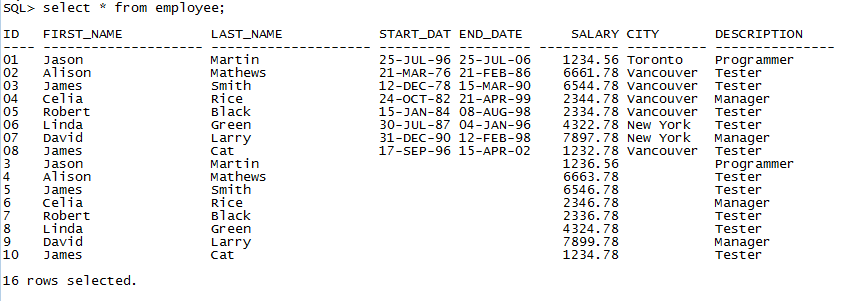 SQL> select * from employee;
ID   FIRST_NAME           LAST_NAME            START_DAT END_DATE      SALARY CITY       DESCRIPTION
---- -------------------- -------------------- --------- --------- ---------- ---------- ---------------
01   Jason                Martin               25-JUL-96 25-JUL-06    1234.56 Toronto    Programmer
02   Alison               Mathews              21-MAR-76 21-FEB-86    6661.78 Vancouver  Tester
03   James                Smith                12-DEC-78 15-MAR-90    6544.78 Vancouver  Tester
04   Celia                Rice                 24-OCT-82 21-APR-99    2344.78 Vancouver  Manager
05   Robert               Black                15-JAN-84 08-AUG-98    2334.78 Vancouver  Tester
06   Linda                Green                30-JUL-87 04-JAN-96    4322.78 New York   Tester
07   David                Larry                31-DEC-90 12-FEB-98    7897.78 New York   Manager
08   James                Cat                  17-SEP-96 15-APR-02    1232.78 Vancouver  Tester
3    Jason                Martin                                      1236.56            Programmer
4    Alison               Mathews                                     6663.78            Tester
5    James                Smith                                       6546.78            Tester
6    Celia                Rice                                        2346.78            Manager
7    Robert               Black                                       2336.78            Tester
8    Linda                Green                                       4324.78            Tester
9    David                Larry                                       7899.78            Manager
10   James                Cat                                         1234.78            Tester
16 rows selected.